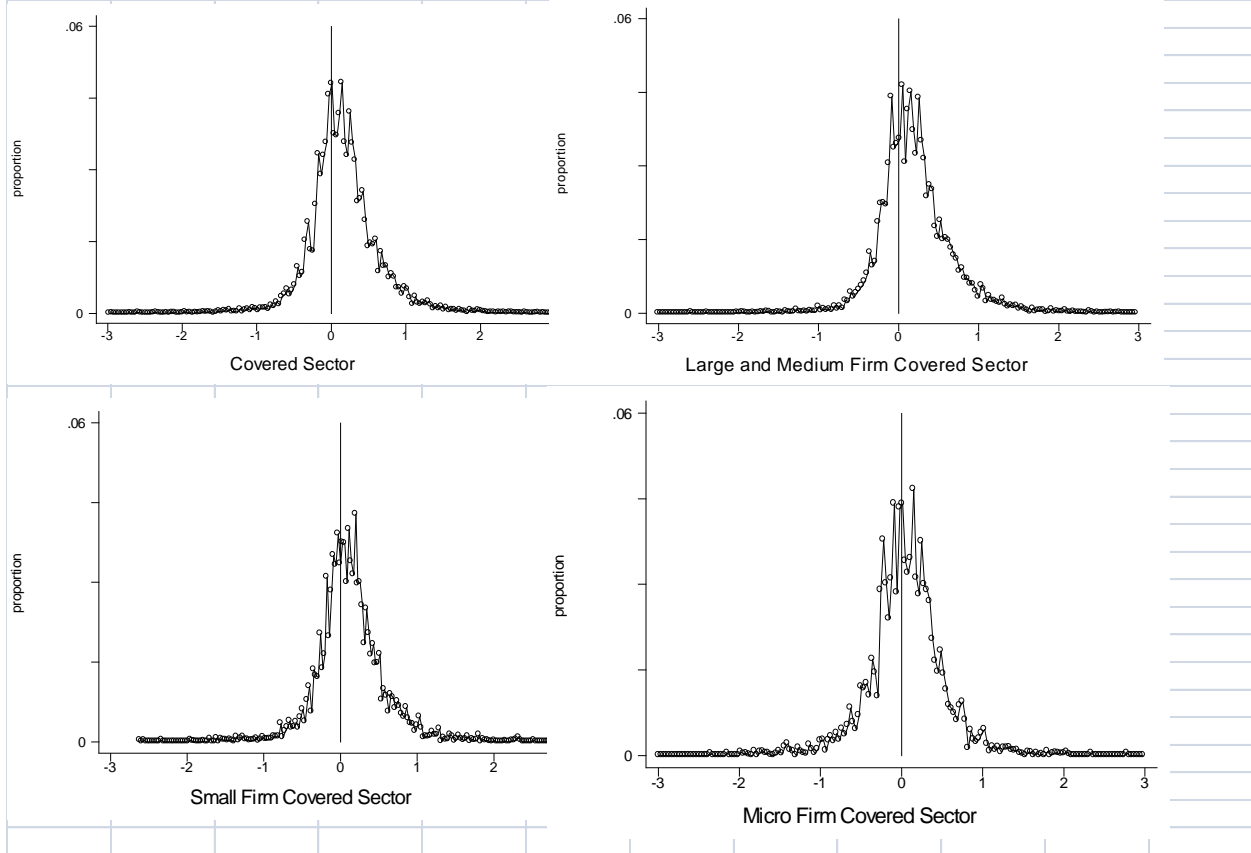 .06
proportion
0
-3 -2 -1 0 1 2
Covered Sector
.06
proportion
0
-3 -2 -1 0 1 2 3
Large and Medium Firm Covered Sector
.06
proportion
0
-3 -2 -1 0 1 2
Small Firm Covered Sector
.06
proportion
0
-3 -2 -1 0 1 2 3
Micro Firm Covered Sector